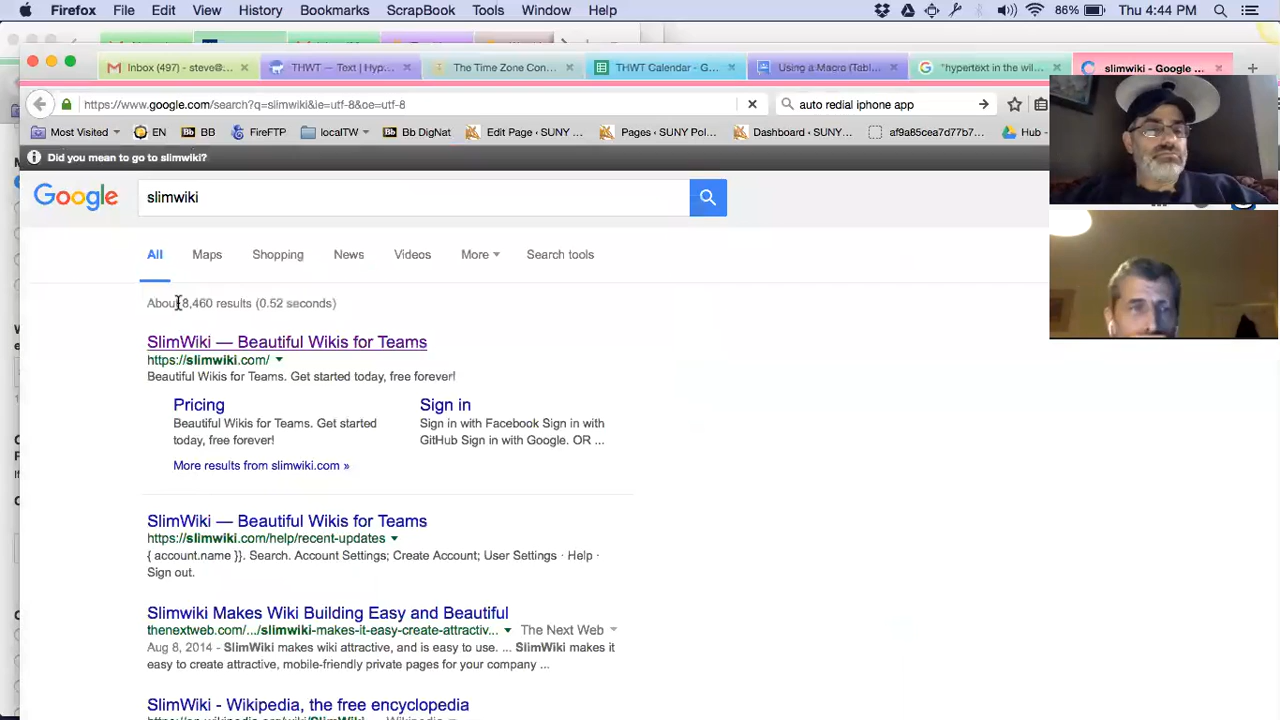 Firefox File Edit View History Bookmarks ScrapBook Tools Window Help 86% Thu 4:44 PM
Inbox (497) - steve@... THWT — Text | Hyp... The Time Zone Con... THWT Calendar - G... Using a Macro (Tabl... "hypertext in the wil... slimwiki - Google ...
https://www.google.com/search?q=slimwiki&ie=utf-8&oe=utf-8 auto redial iphone app
Most Visited EN BB FireFTP localTW Bb DigNat Edit Page - SUNY ... Pages - SUNY Pol... Dashboard - SUNY... af9a85cea7d77b7... Hub -
Did you mean to go to slimwiki?
Google slimwiki
All Maps Shopping News Videos More Search tools
About 8,460 results (0.52 seconds)
SlimWiki — Beautiful Wikis for Teams
https://slimwiki.com/
Beautiful Wikis for Teams. Get started today, free forever!
Pricing Sign in
Beautiful Wikis for Teams. Get started Sign in with Facebook Sign in with
today, free forever! GitHub Sign in with Google. OR ...
More results from slimwiki.com »
SlimWiki — Beautiful Wikis for Teams
https://slimwiki.com/help/recent-updates
{ account.name }}. Search. Account Settings; Create Account; User Settings · Help ·
Sign out.
Slimwiki Makes Wiki Building Easy and Beautiful
thenextweb.com/.../slimwiki-makes-it-easy-create-attractiv... The Next Web
Aug 8, 2014 - SlimWiki makes wiki attractive, and is easy to use. ... SlimWiki makes it
easy to create attractive, mobile-friendly private pages for your company ...
SlimWiki - Wikipedia, the free encyclopedia